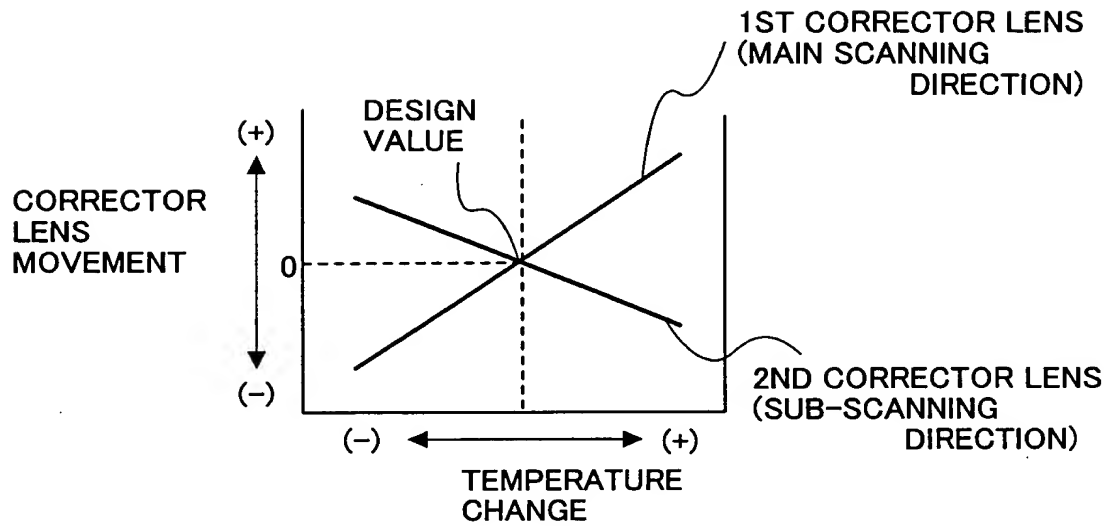 1ST CORRECTOR LENS
(MAIN SCANNING
DIRECTION)
DESIGN
VALUE
(+)
CORRECTOR
LENS
MOVEMENT
0
(−)
2ND CORRECTOR LENS
(SUB-SCANNING
DIRECTION)
(−)
(+)
TEMPERATURE
CHANGE